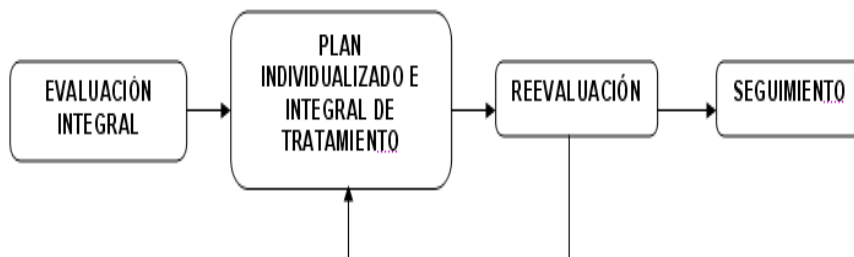 EVALUACIÓN
INTEGRAL
PLAN
INDIVIDUALIZADO E
INTEGRAL DE
TRATAMIENTO
REEVALUACIÓN
SEGUIMIENTO